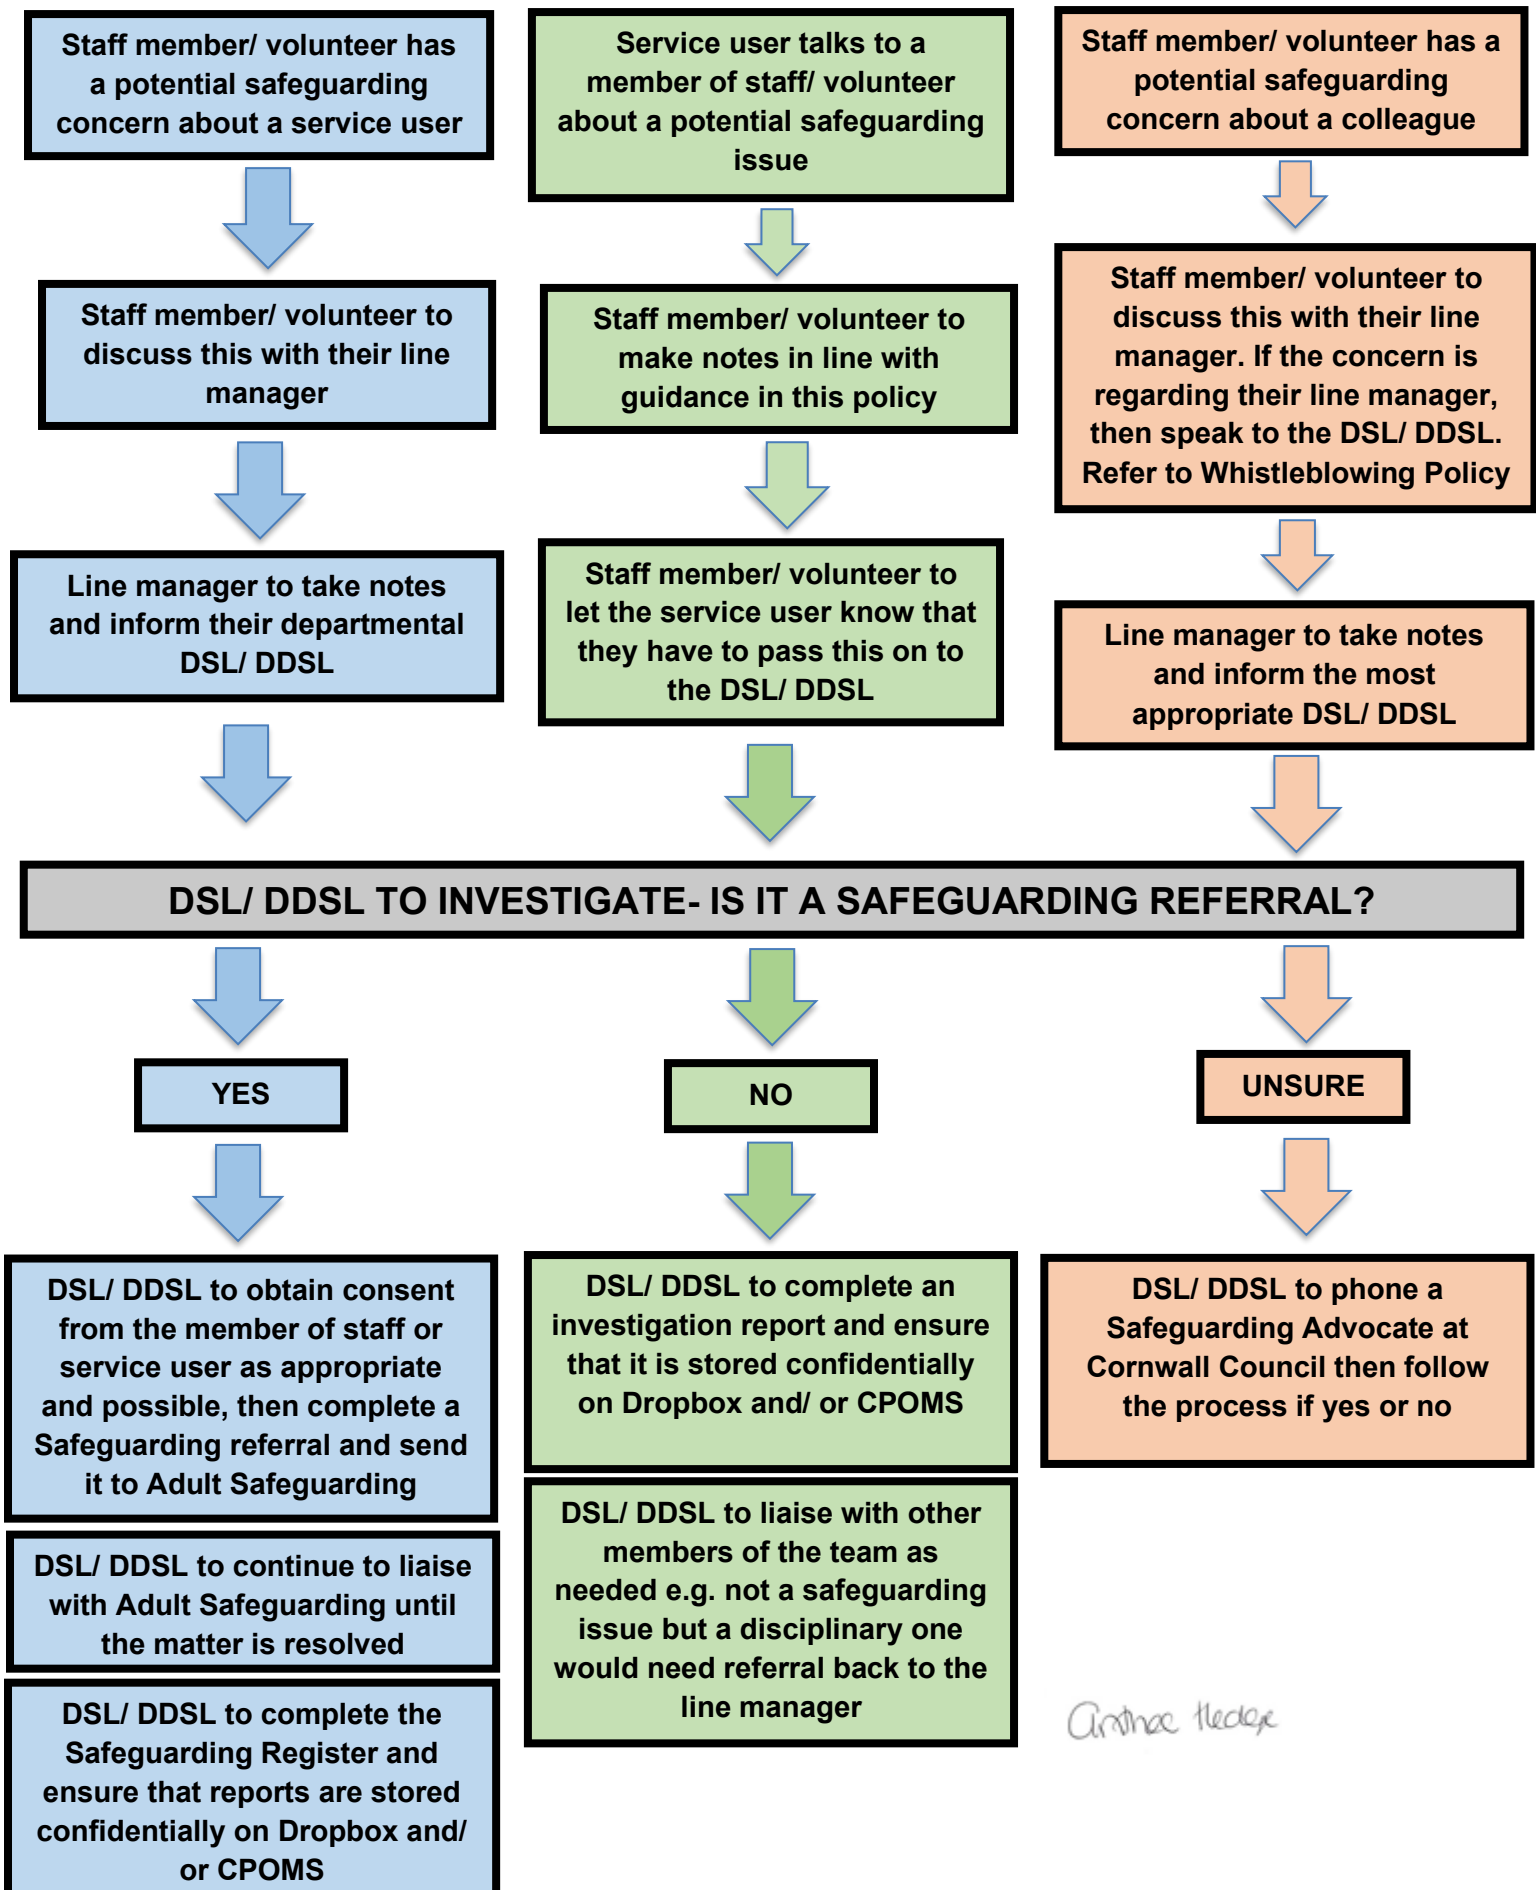 Staff member/ volunteer has
a potential safeguarding
concern about a service user
Service user talks to a
member of staff/ volunteer
about a potential safeguarding
issue
Staff member/ volunteer has a
potential safeguarding
concern about a colleague
Staff member/ volunteer to
discuss this with their line
manager
Staff member/ volunteer to
make notes in line with
guidance in this policy
Staff member/ volunteer to
discuss this with their line
manager. If the concern is
regarding their line manager,
then speak to the DSL/ DDSL.
Refer to Whistleblowing Policy
Line manager to take notes
and inform their departmental
DSL/ DDSL
Staff member/ volunteer to
let the service user know that
they have to pass this on to
the DSL/ DDSL
Line manager to take notes
and inform the most
appropriate DSL/ DDSL
DSL/ DDSL TO INVESTIGATE- IS IT A SAFEGUARDING REFERRAL?
YES
NO
UNSURE
DSL/ DDSL to obtain consent
from the member of staff or
service user as appropriate
and possible, then complete a
Safeguarding referral and send
it to Adult Safeguarding
DSL/ DDSL to continue to liaise
with Adult Safeguarding until
the matter is resolved
DSL/ DDSL to complete the
Safeguarding Register and
ensure that reports are stored
confidentially on Dropbox and/
or CPOMS
DSL/ DDSL to complete an
investigation report and ensure
that it is stored confidentially
on Dropbox and/ or CPOMS
DSL/ DDSL to liaise with other
members of the team as
needed e.g. not a safeguarding
issue but a disciplinary one
would need referral back to the
line manager
DSL/ DDSL to phone a
Safeguarding Advocate at
Cornwall Council then follow
the process if yes or no